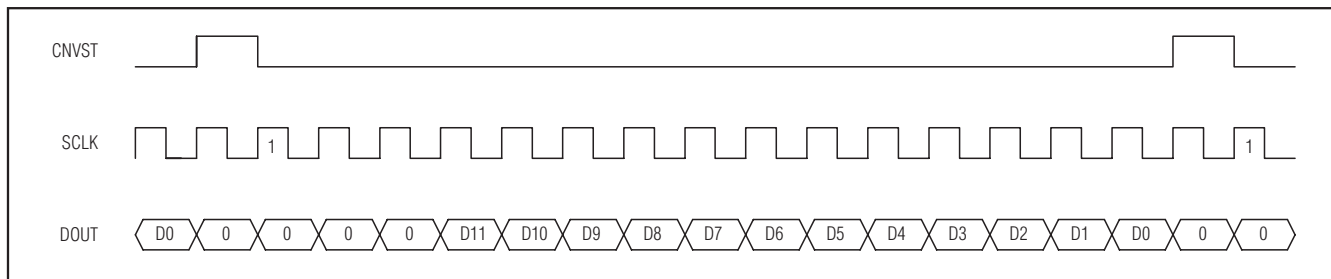 CNVST
SCLK 1 1
DOUT D0 0 0 0 0 D11 D10 D9 D8 D7 D6 D5 D4 D3 D2 D1 D0 0 0